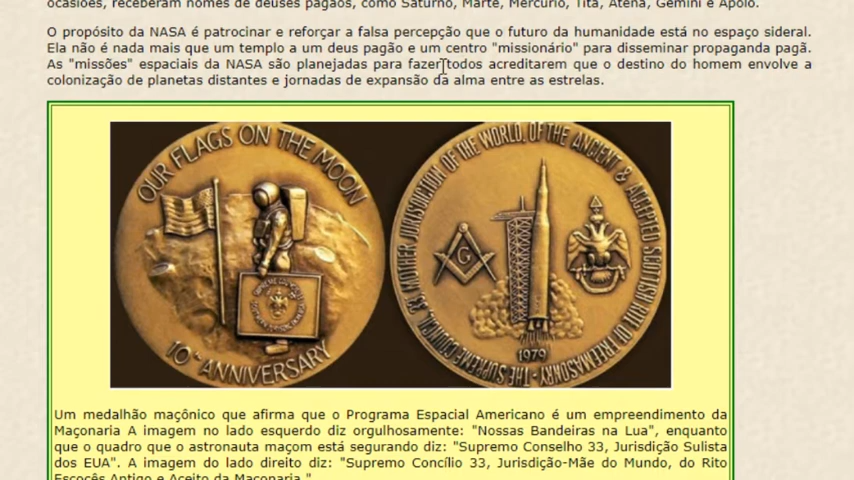 ocasiões, receberam nomes de deuses pagãos, como Saturno, Marte, Mercúrio, Titã, Atena, Gemini e Apolo.
O propósito da NASA é patrocinar e reforçar a falsa percepção que o futuro da humanidade está no espaço sideral.
Ela não é nada mais que um templo a um deus pagão e um centro "missionário" para disseminar propaganda pagã.
As "missões" espaciais da NASA são planejadas para fazer todos acreditarem que o destino do homem envolve a
colonização de planetas distantes e jornadas de expansão da alma entre as estrelas.
OUR FLAGS ON THE MOON
10TH ANNIVERSARY
THE SUPREME COUNCIL 33 MOTHER JURISDICTION OF THE WORLD, OF THE ANCIENT & ACCEPTED SCOTTISH RITE OF FREEMASONRY
G
1979
Um medalhão maçônico que afirma que o Programa Espacial Americano é um empreendimento da
Maçonaria A imagem no lado esquerdo diz orgulhosamente: "Nossas Bandeiras na Lua", enquanto
que o quadro que o astronauta maçom está segurando diz: "Supremo Conselho 33, Jurisdição Sulista
dos EUA". A imagem do lado direito diz: "Supremo Concílio 33, Jurisdição-Mãe do Mundo, do Rito
Escocês Antigo e Aceito da Maçonaria."